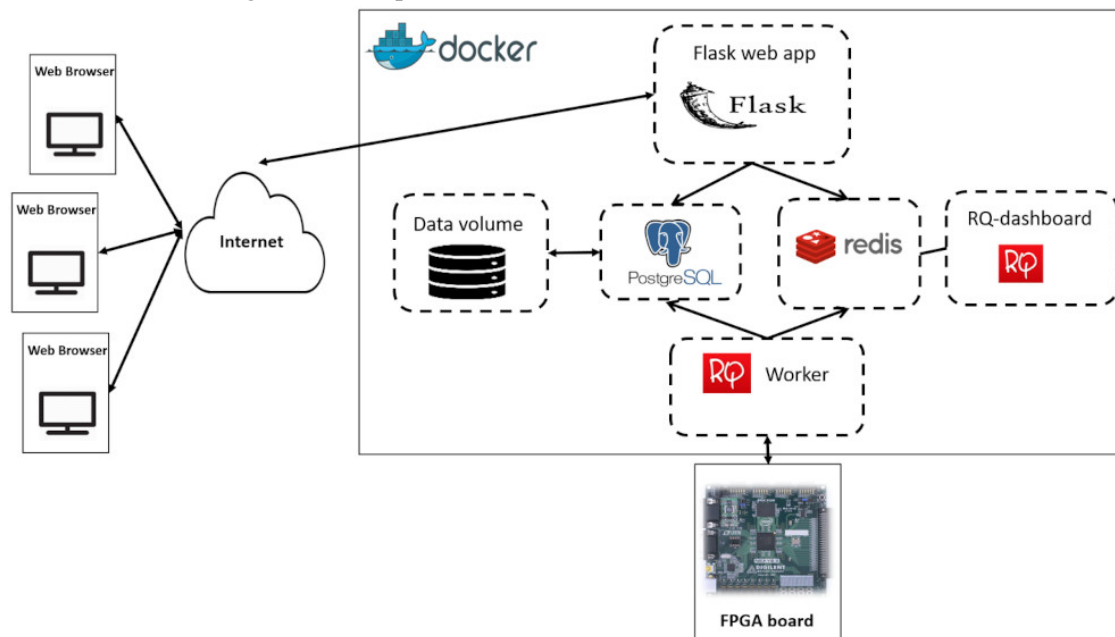 docker
Flask web app
Flask
Web Browser
Web Browser
Web Browser
Internet
Data volume
PostgreSQL
redis
RQ-dashboard
RQ
RQ Worker
DIGILENT
FPGA board